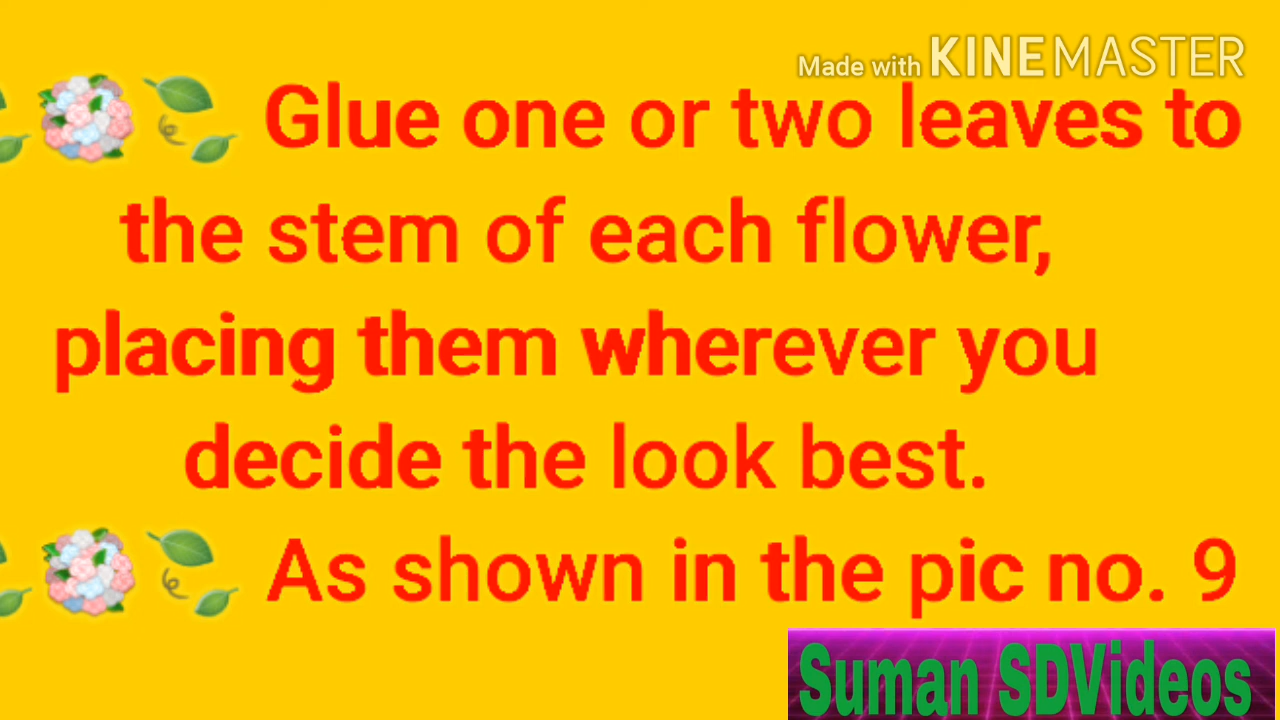 Made with KINEMASTER
Glue one or two leaves to
the stem of each flower,
placing them wherever you
decide the look best.
As shown in the pic no. 9
Suman SDVideos